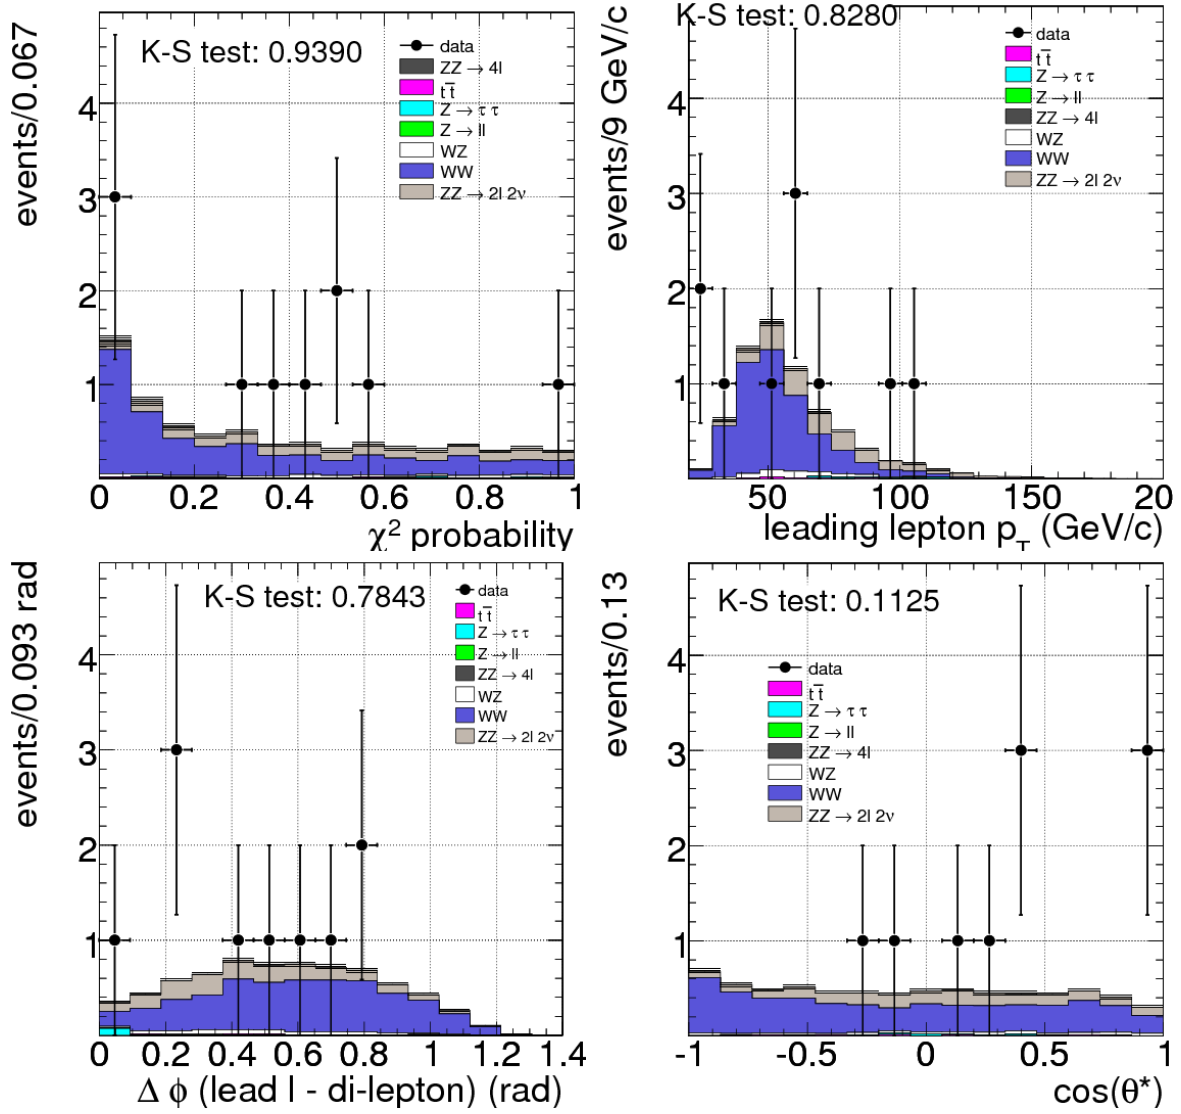 events/0.067
K-S test: 0.9390
data
ZZ → 4l
t t̅
Z → τ τ
Z → ll
WZ
WW
ZZ → 2l 2ν
4
3
2
1
0 0.2 0.4 0.6 0.8 1
χ² probability
events/9 GeV/c
K-S test: 0.8280
data
t t̅
Z → τ τ
Z → ll
ZZ → 4l
WZ
WW
ZZ → 2l 2ν
4
3
2
1
50 100 150 20
leading lepton p_T (GeV/c)
events/0.093 rad
K-S test: 0.7843
data
t t̅
Z → τ τ
Z → ll
ZZ → 4l
WZ
WW
ZZ → 2l 2ν
4
3
2
1
0 0.2 0.4 0.6 0.8 1 1.2 1.4
Δ ϕ (lead l - di-lepton) (rad)
events/0.13
K-S test: 0.1125
data
t t̅
Z → τ τ
Z → ll
ZZ → 4l
WZ
WW
ZZ → 2l 2ν
4
3
2
1
-1 -0.5 0 0.5 1
cos(θ*)